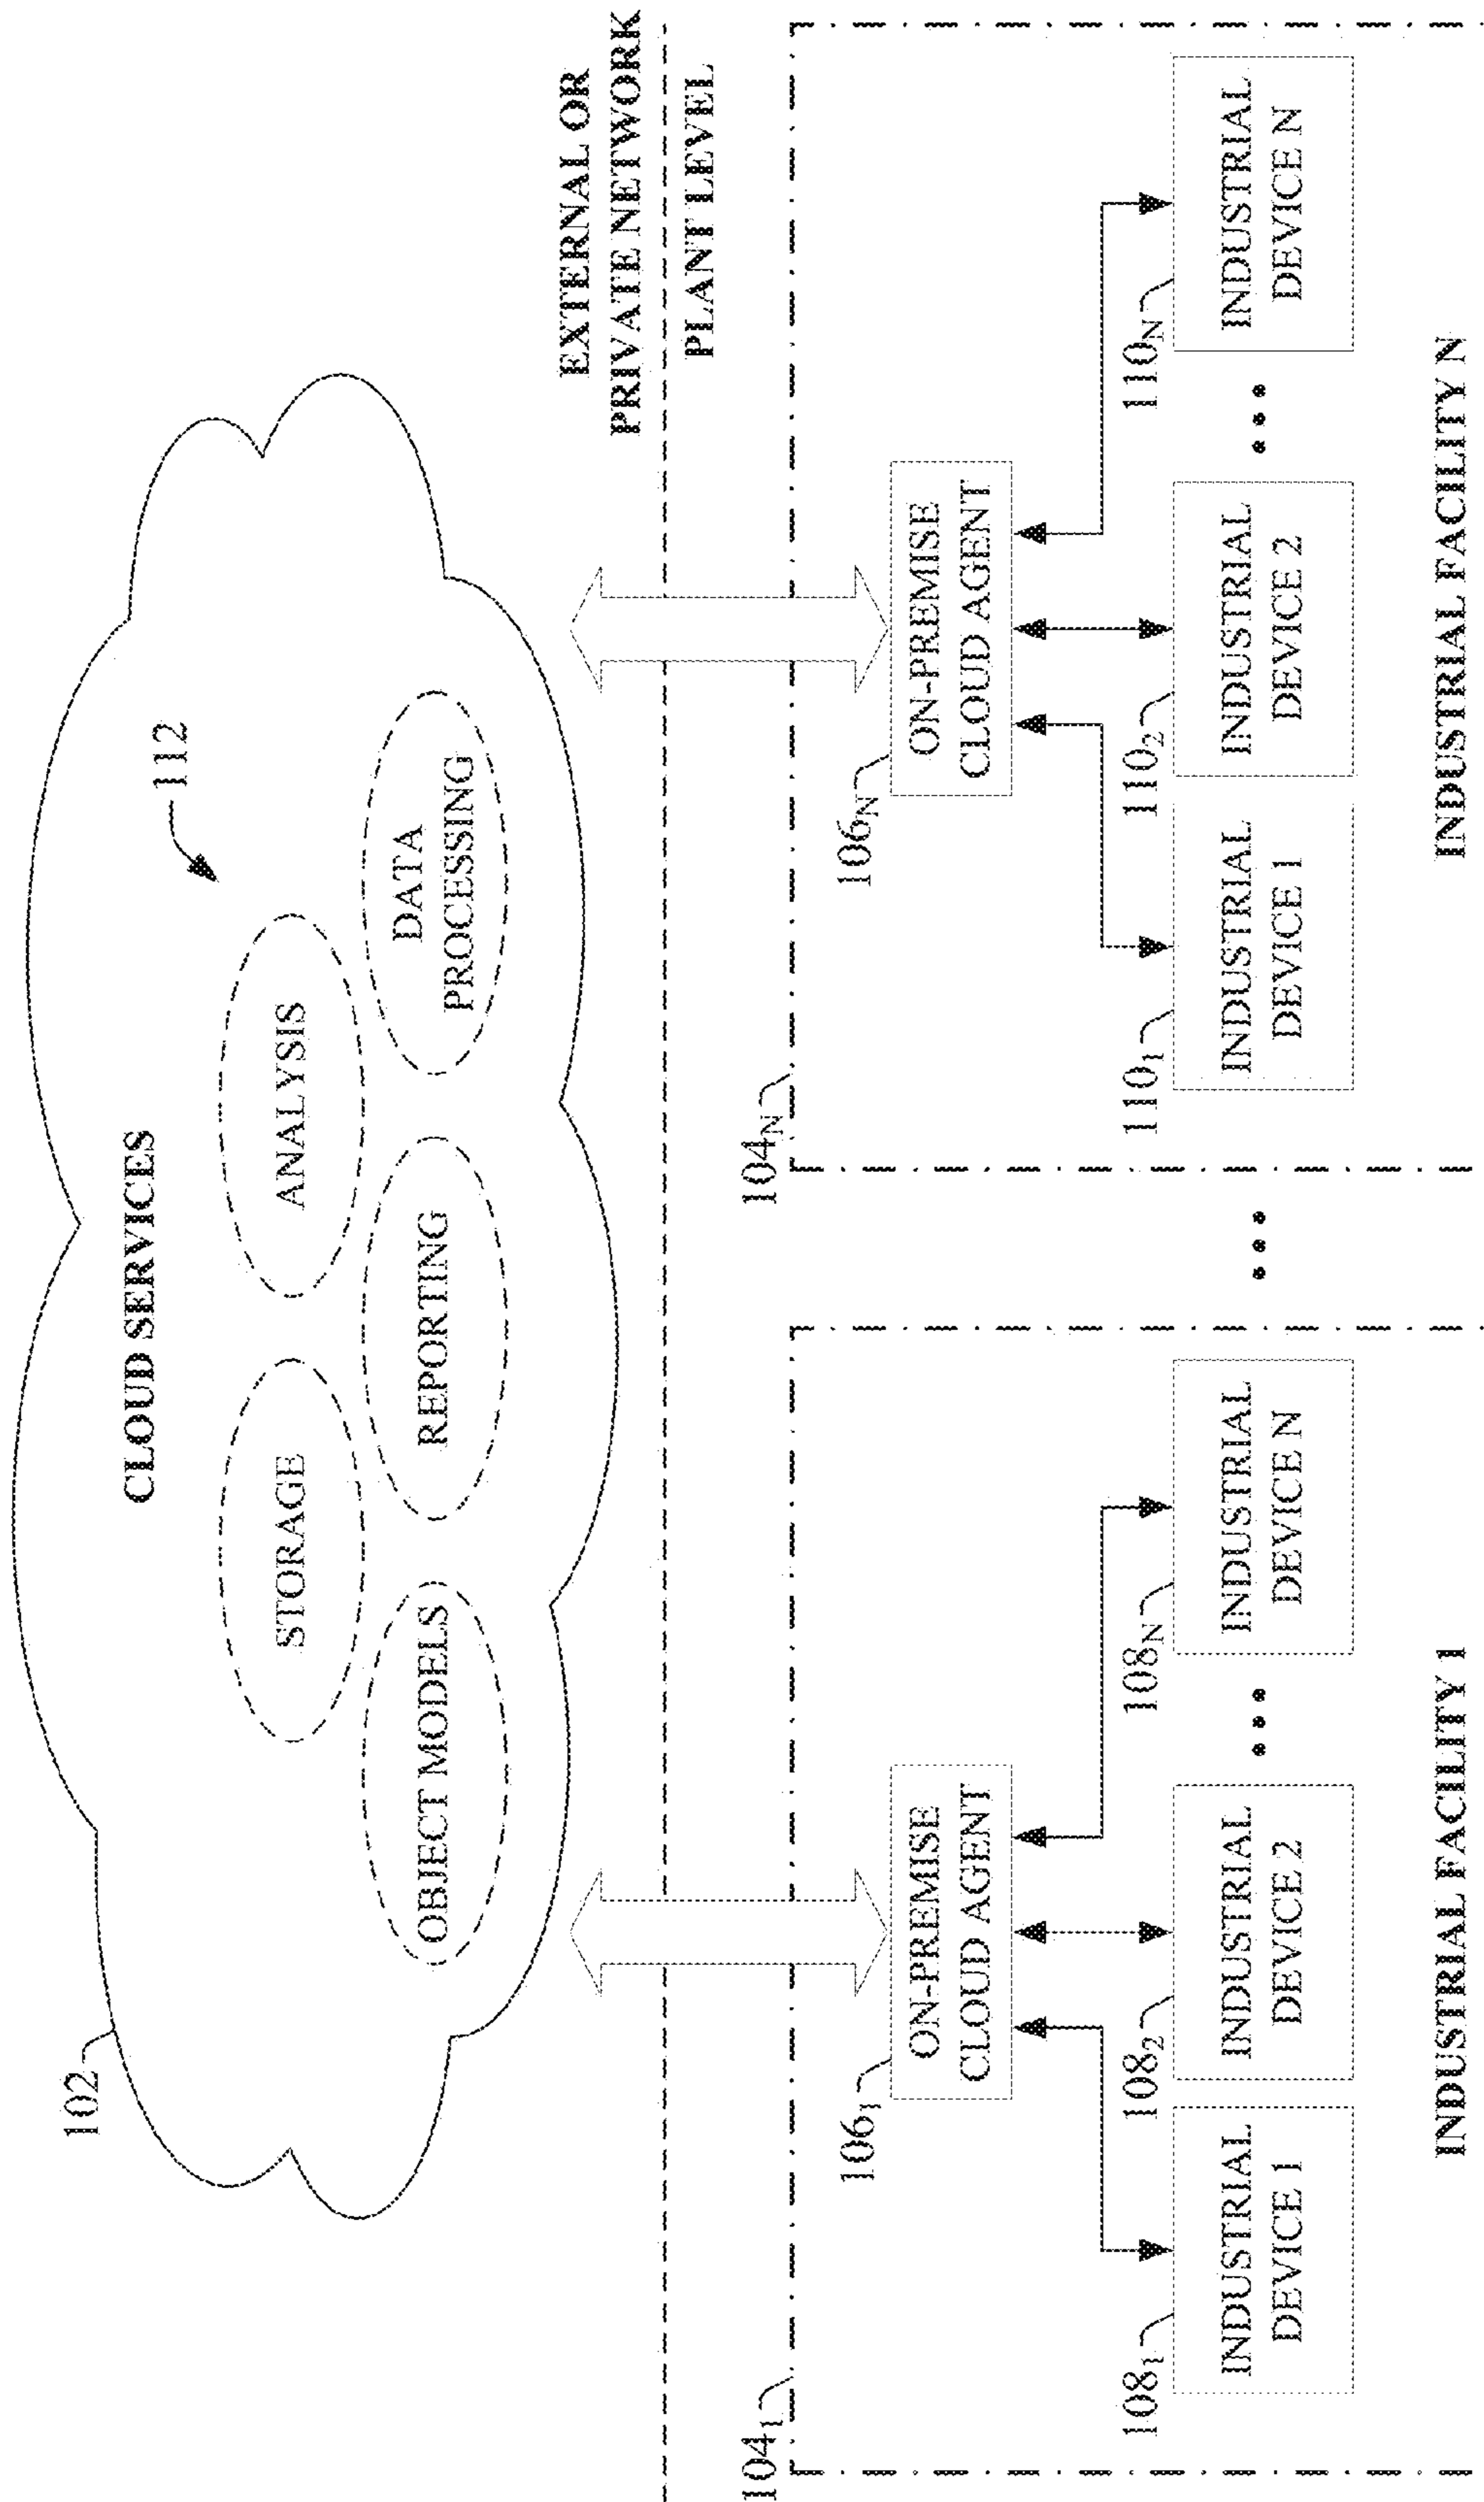 102
CLOUD SERVICES
112
STORAGE
ANALYSIS
OBJECT MODELS
REPORTING
DATA
PROCESSING
EXTERNAL OR
PRIVATE NETWORK
PLANT LEVEL
104₁
106₁
ON-PREMISE
CLOUD AGENT
108₁
108₂
108N
INDUSTRIAL
DEVICE 1
INDUSTRIAL
DEVICE 2
•••
INDUSTRIAL
DEVICE N
INDUSTRIAL FACILITY 1
•••
104N
106N
ON-PREMISE
CLOUD AGENT
110₁
110₂
110N
INDUSTRIAL
DEVICE 1
INDUSTRIAL
DEVICE 2
•••
INDUSTRIAL
DEVICE N
INDUSTRIAL FACILITY N